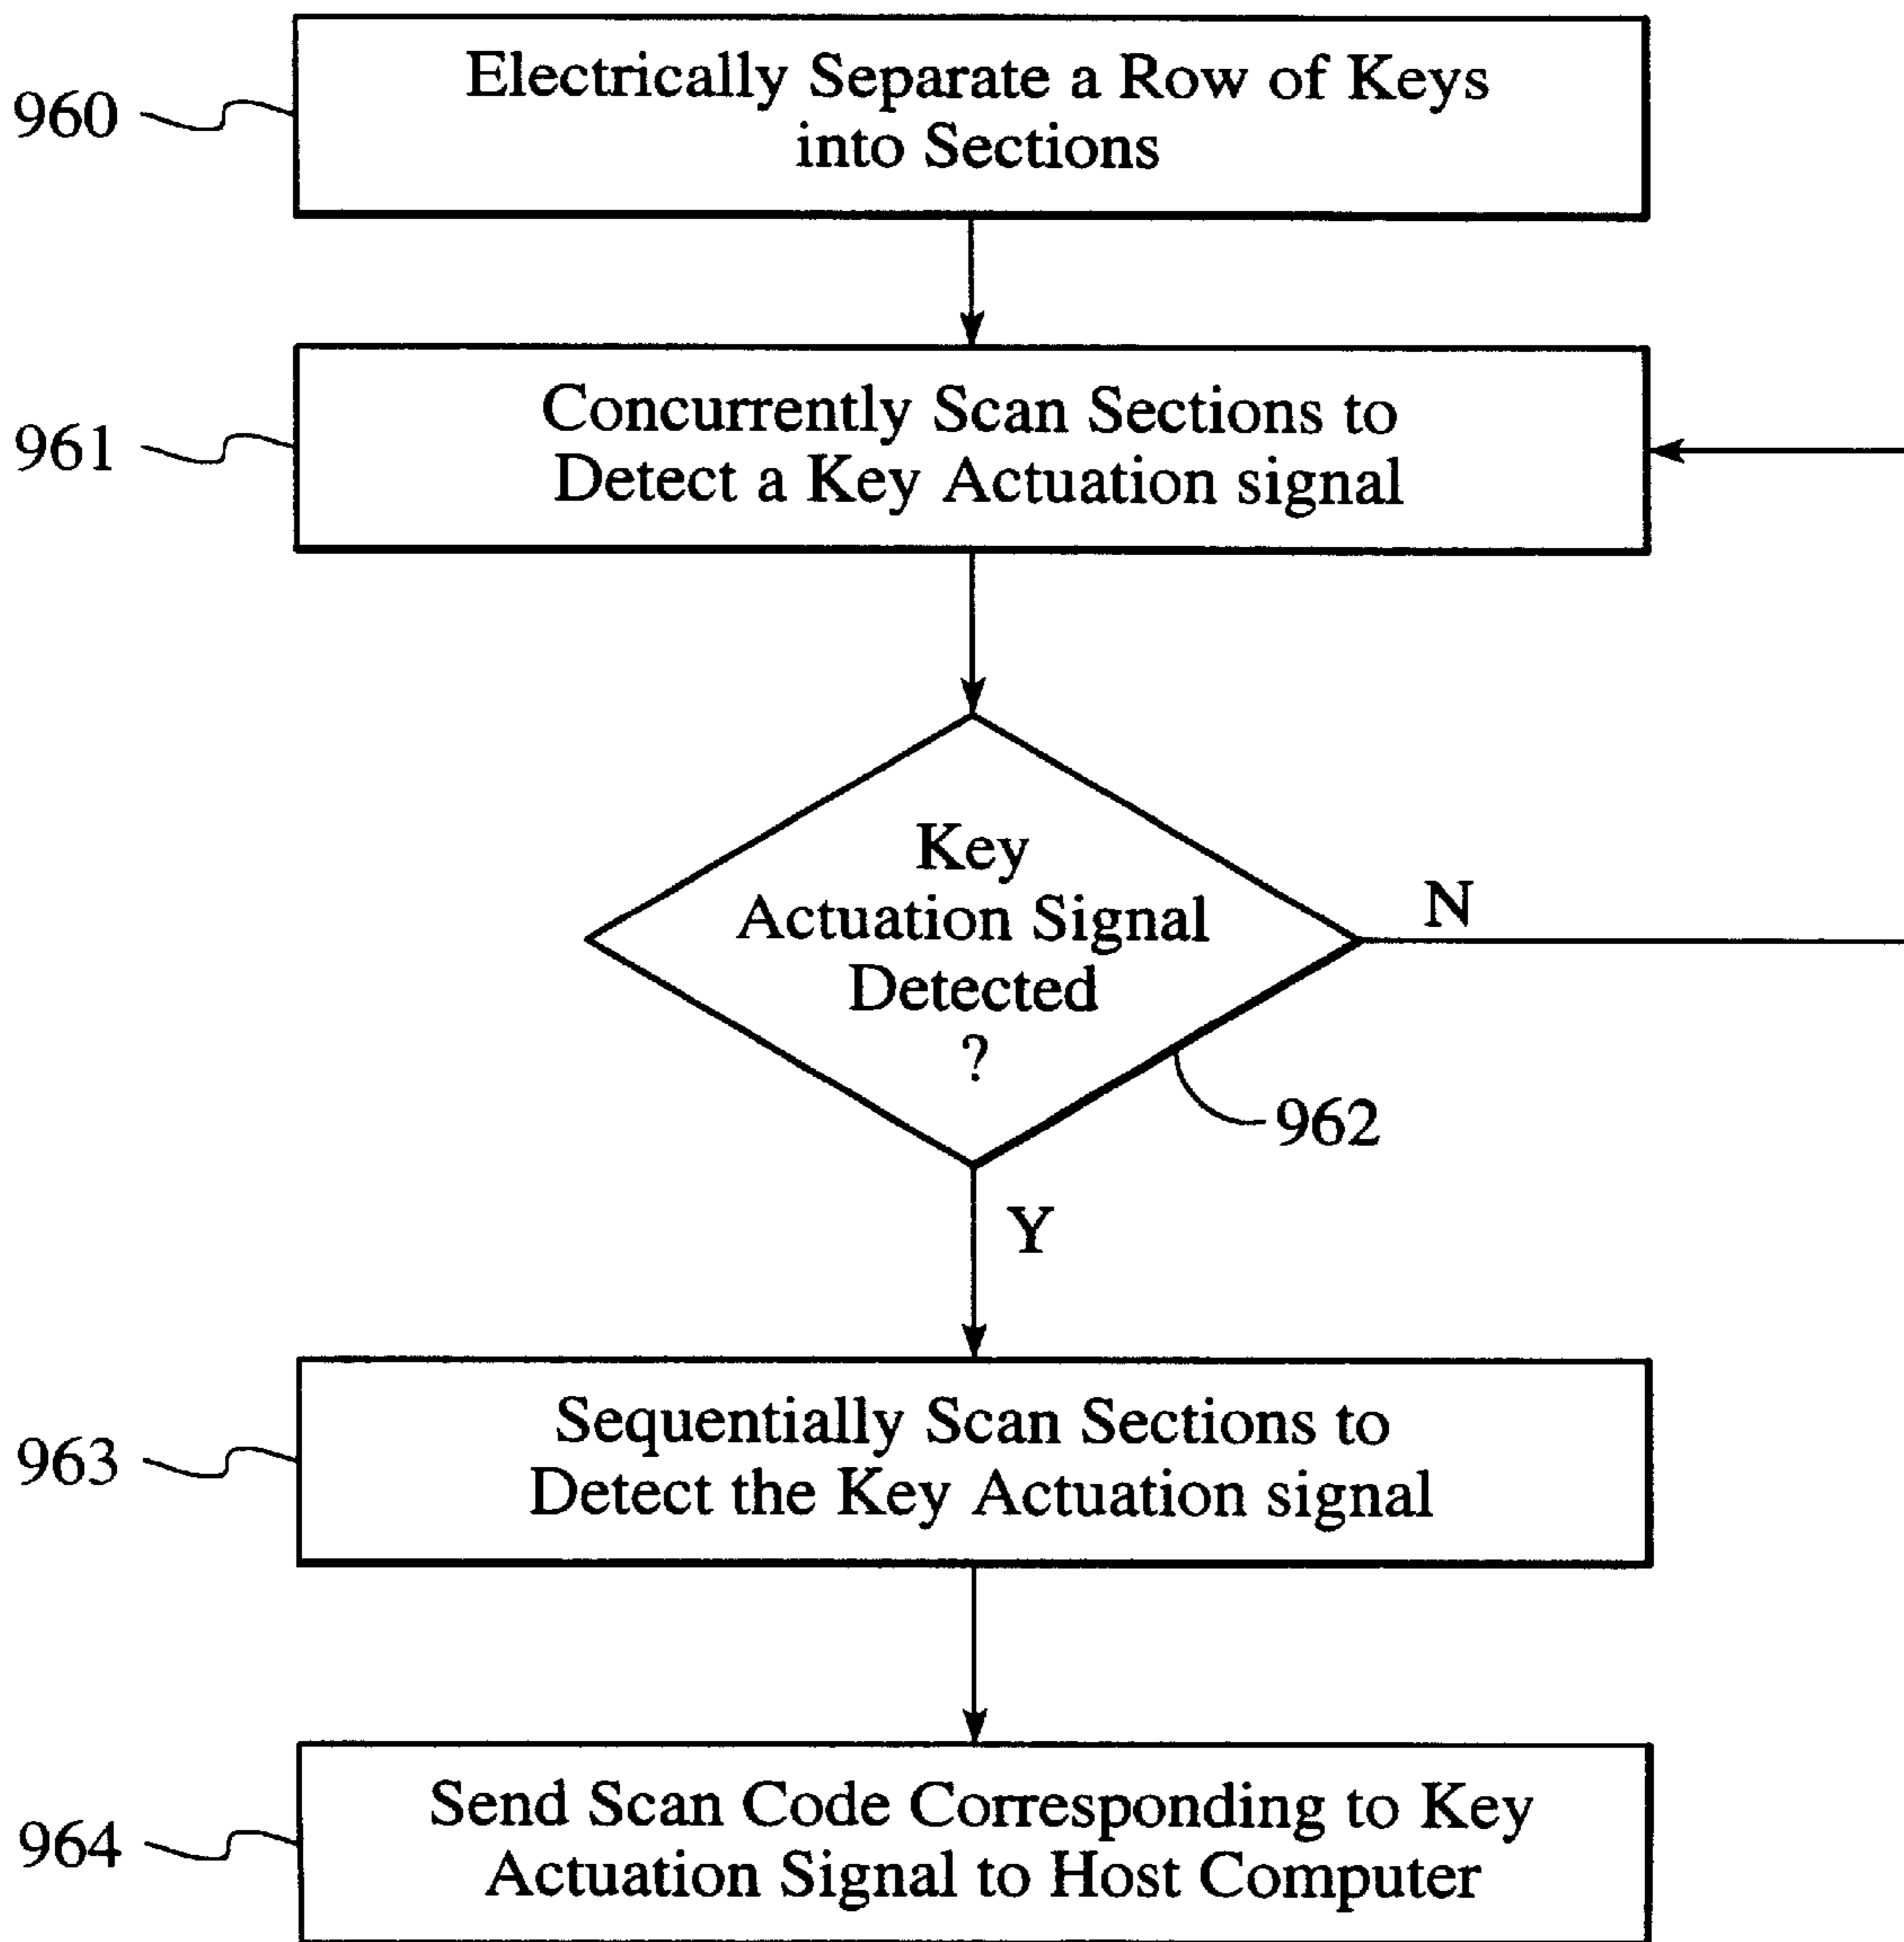 960
Electrically Separate a Row of Keys
into Sections
961
Concurrently Scan Sections to
Detect a Key Actuation signal
Key
Actuation Signal
Detected
?
N
962
Y
963
Sequentially Scan Sections to
Detect the Key Actuation signal
964
Send Scan Code Corresponding to Key
Actuation Signal to Host Computer